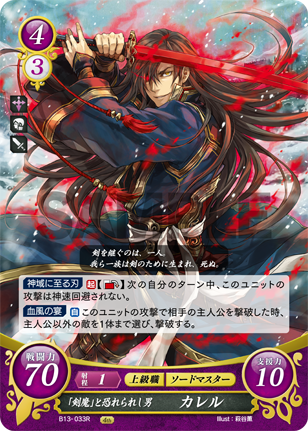 4
3
剣を継ぐのは、一人。
我ら一族は剣のために生まれ、死ぬ。
神域に至る刃 起 【 】次の自分のターン中、このユニットの
攻撃は神速回避されない。
血風の宴 自 このユニットの攻撃で相手の主人公を撃破した時、
主人公以外の敵を1体まで選び、撃破する。
戦闘力
70
射程 1 上級職 ソードマスター
支援力
10
B13-033R
「剣魔」と恐れられし男 カレル
Illust:萩谷薫